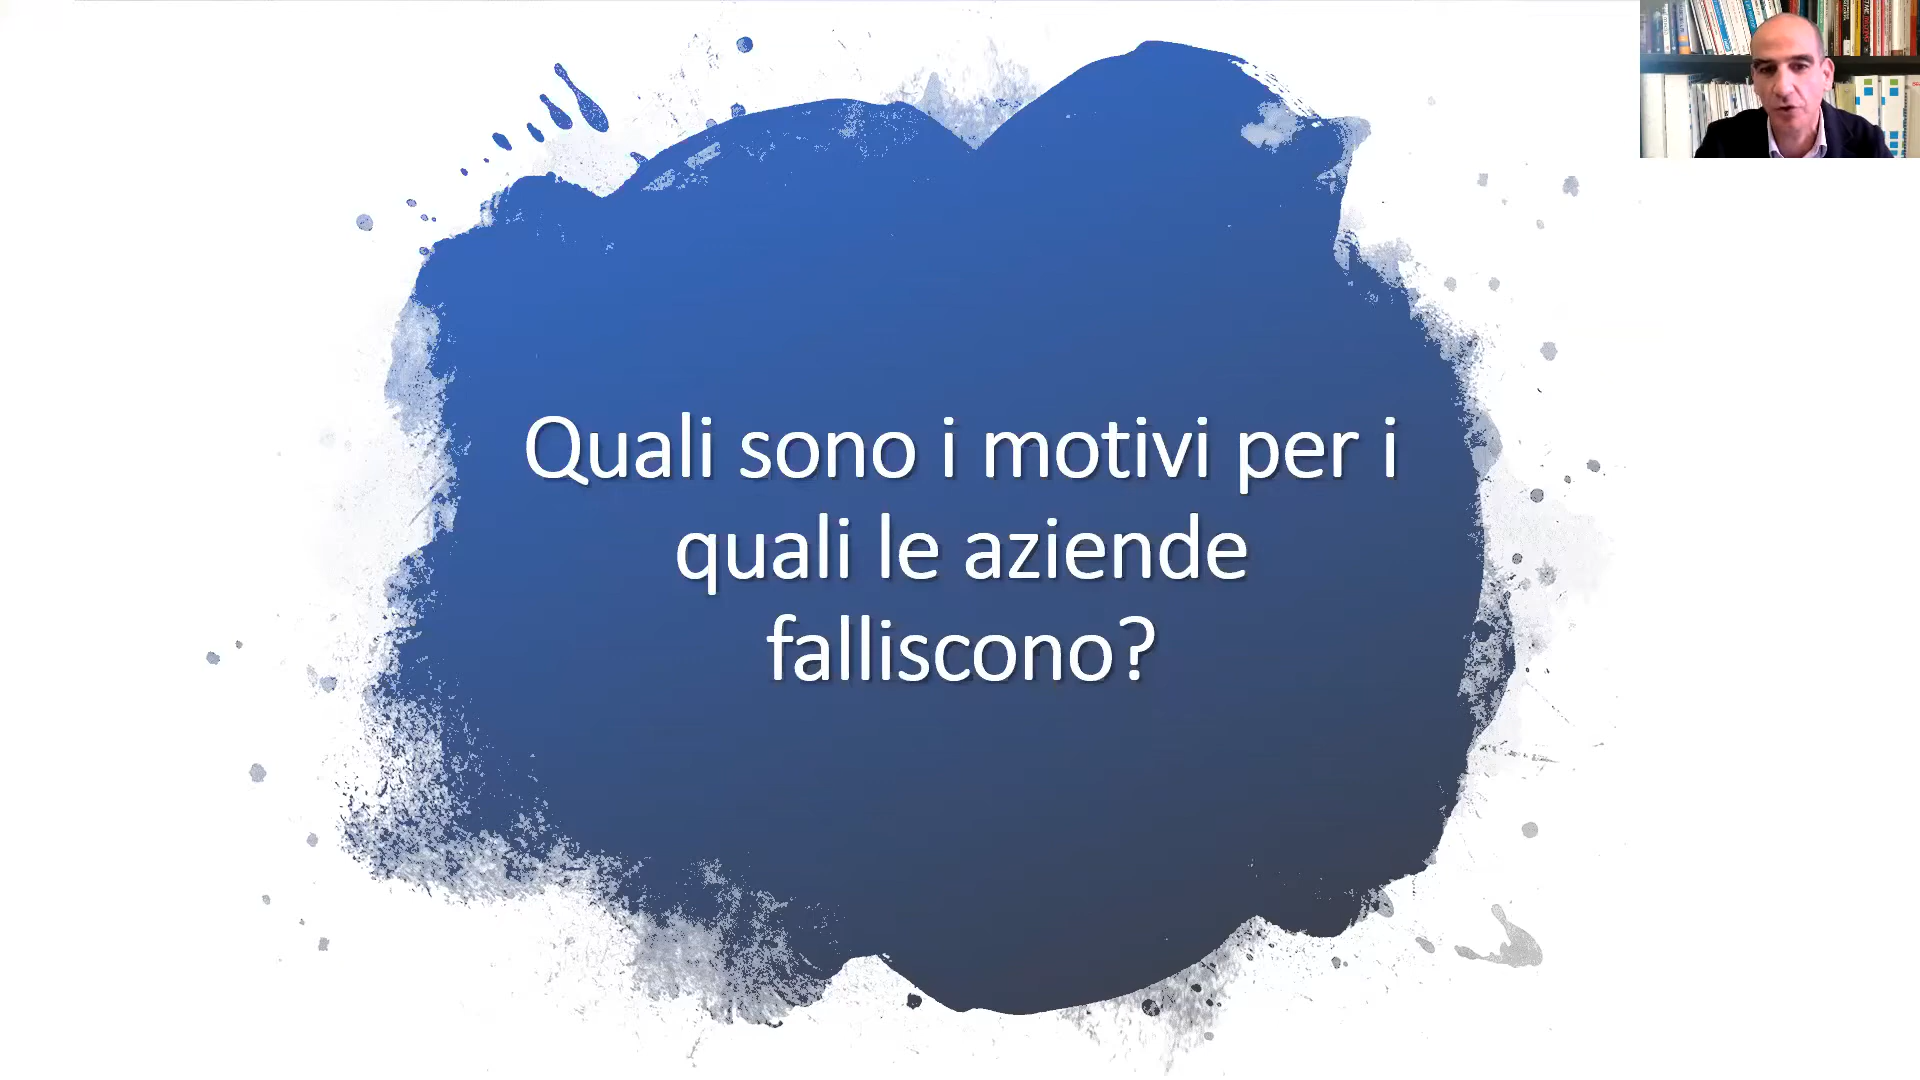 Quali sono i motivi per i
quali le aziende
falliscono?